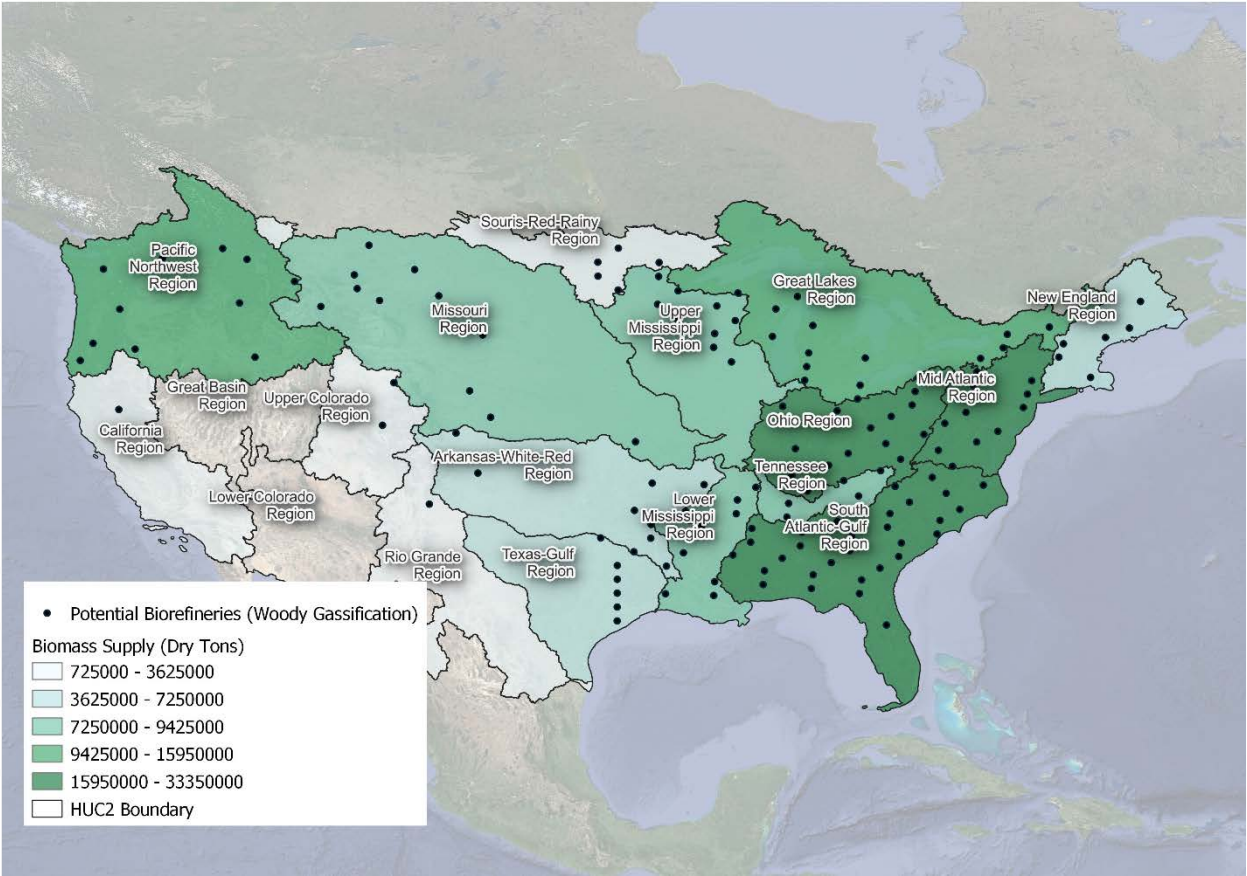 Souris-Red-Rainy
Region
Pacific
Northwest
Region
Great Lakes
Region
New England
Region
Missouri
Region
Upper
Mississippi
Region
Great Basin
Region
Upper Colorado
Region
Mid Atlantic
Region
California
Region
Ohio Region
Arkansas-White-Red
Region
Tennessee
Region
Lower Colorado
Region
Lower
Mississippi
Region
South
Atlantic-Gulf
Region
Rio Grande
Region
Texas-Gulf
Region
Potential Biorefineries (Woody Gassification)
Biomass Supply (Dry Tons)
725000 - 3625000
3625000 - 7250000
7250000 - 9425000
9425000 - 15950000
15950000 - 33350000
HUC2 Boundary